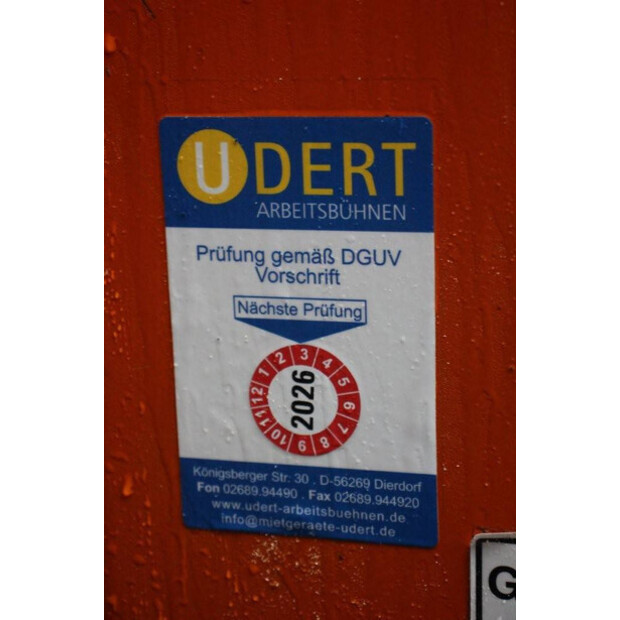 UDERT
ARBEITSBÜHNEN
Prüfung gemäß DGUV
Vorschrift
Nächste Prüfung
1 2 3 4 5 6 7 8 9 10 11 12
2026
Königsberger Str. 30 . D-56269 Dierdorf
Fon 02689.94490 . Fax 02689.944920
www.udert-arbeitsbuehnen.de
info@mietgeraete-udert.de
G